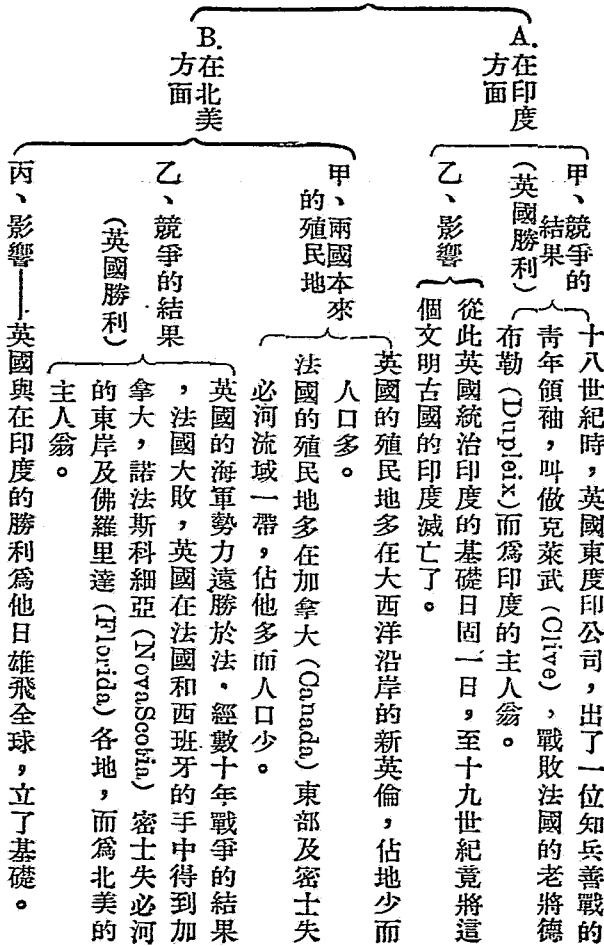 A.在印度
方面
甲、競爭的
結果
(英國勝利)
十八世紀時，英國東度印公司，出了一位知兵善戰的
靑年領袖，叫做克萊武(Clive)，戰敗法國的老將德
布勒(Dupleix)而爲印度的主人翁。
乙、影響
從此英國統治印度的基礎日固一日，至十九世紀竟將這
個文明古國的印度滅亡了。
B.在北美
方面
甲、兩國本來
的殖民地
英國的殖民地多在大西洋沿岸的新英倫，佔地少而
人口多。
法國的殖民地多在加拿大(Canada)東部及密士失
必河流域一帶，佔他多而人口少。
乙、競爭的結果
(英國勝利)
英國的海軍勢力遠勝於法。經數十年戰爭的結果
，法國大敗，英國在法國和西班牙的手中得到加
拿大，諾法斯科細亞(NovaScobia)密士失必河
的東岸及佛羅里達(Florida)各地，而爲北美的
主人翁。
丙、影響——英國與在印度的勝利爲他日雄飛全球，立了基礎。